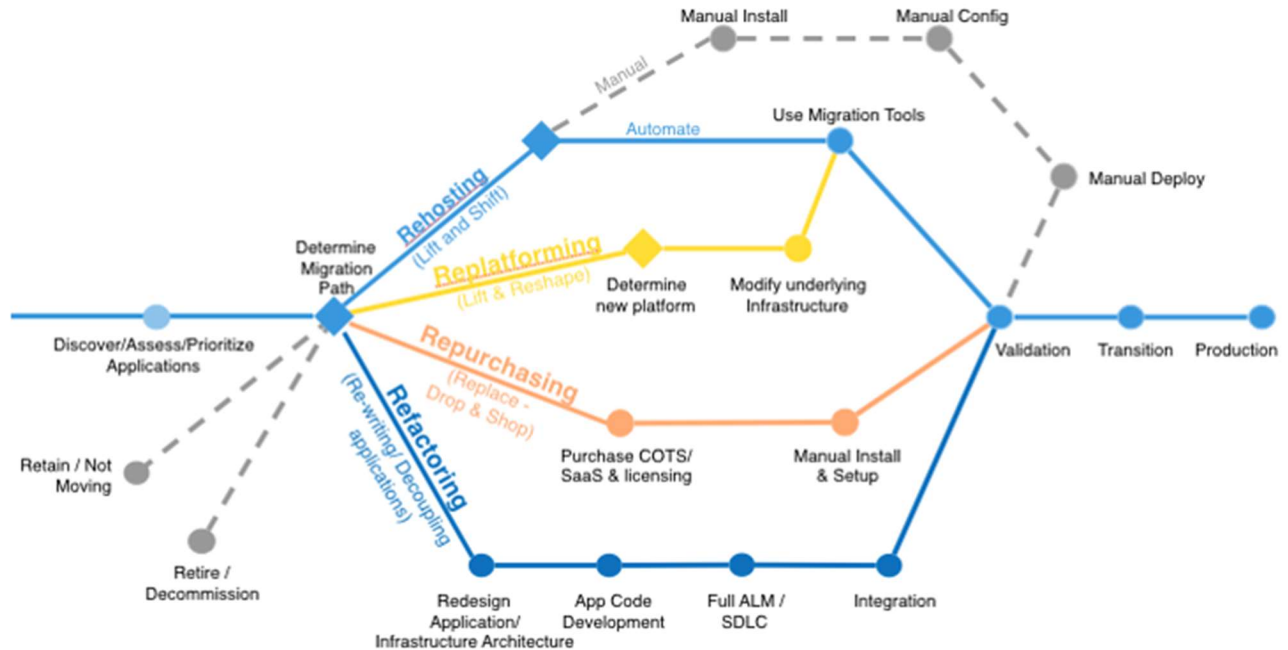 Manual Install
Manual Config
Manual
Automate
Use Migration Tools
Manual Deploy
Rehosting
(Lift and Shift)
Determine
Migration
Path
Replatforming
(Lift & Reshape)
Determine
new platform
Modify underlying
Infrastructure
Discover/Assess/Prioritize
Applications
Repurchasing
(Replace -
Drop & Shop)
Validation
Transition
Production
Refactoring
(Re-writing/ Decoupling
applications)
Purchase COTS/
SaaS & licensing
Manual Install
& Setup
Retain / Not
Moving
Retire /
Decommission
Redesign
Application/
Infrastructure Architecture
App Code
Development
Full ALM /
SDLC
Integration